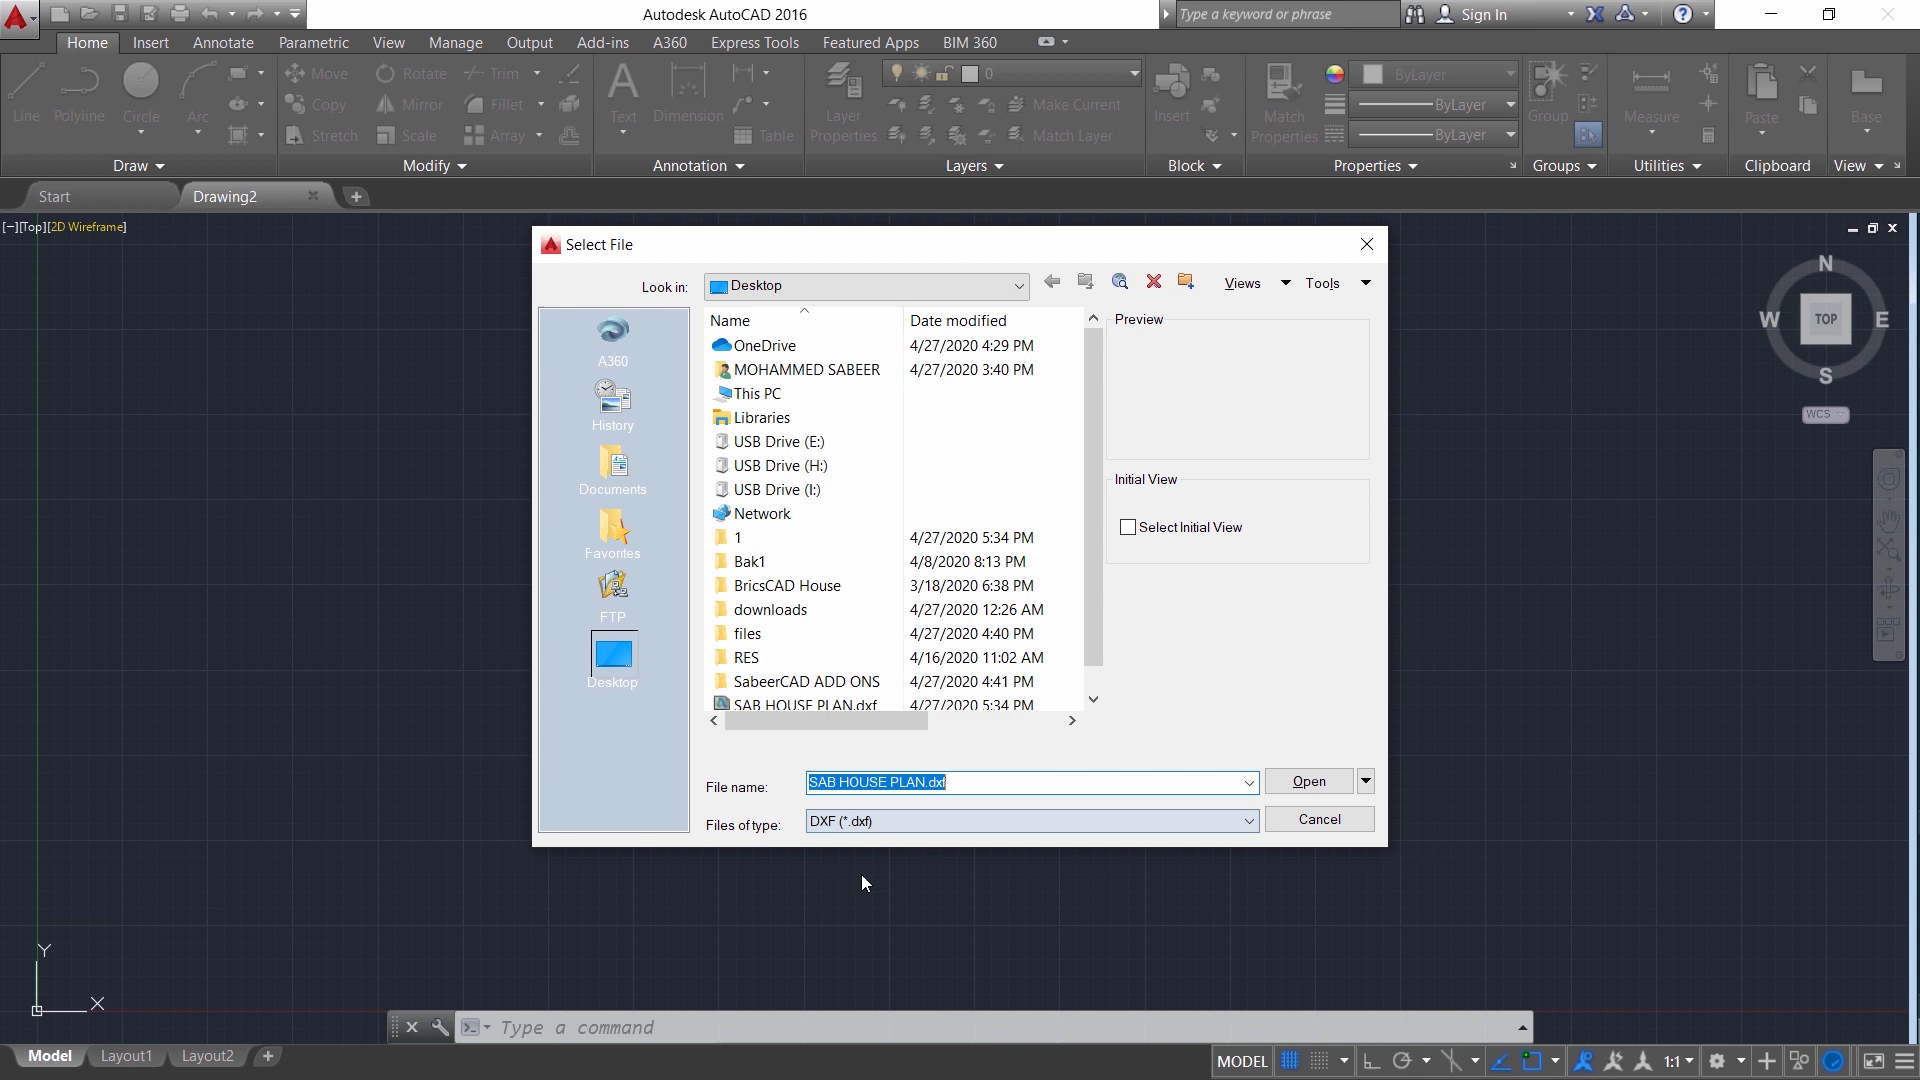 Autodesk AutoCAD 2016
Type a keyword or phrase
Sign In
Home Insert Annotate Parametric View Manage Output Add-ins A360 Express Tools Featured Apps BIM 360
Line Polyline Circle Arc
Move Rotate Trim
Copy Mirror Fillet
Stretch Scale Array
Text Dimension Table
Layer Properties
0
Make Current
Match Layer
Insert
Match Properties
ByLayer
ByLayer
ByLayer
Group
Measure
Paste
Base
Draw Modify Annotation Layers Block Properties Groups Utilities Clipboard View
Start Drawing2
[−][Top][2D Wireframe]
Select File
Look in: Desktop Views Tools
A360
History
Documents
Favorites
FTP
Desktop
Name Date modified
OneDrive 4/27/2020 4:29 PM
MOHAMMED SABEER 4/27/2020 3:40 PM
This PC
Libraries
USB Drive (E:)
USB Drive (H:)
USB Drive (I:)
Network
1 4/27/2020 5:34 PM
Bak1 4/8/2020 8:13 PM
BricsCAD House 3/18/2020 6:38 PM
downloads 4/27/2020 12:26 AM
files 4/27/2020 4:40 PM
RES 4/16/2020 11:02 AM
SabeerCAD ADD ONS 4/27/2020 4:41 PM
SAB HOUSE PLAN.dxf 4/27/2020 5:34 PM
Preview
Initial View
Select Initial View
File name: SAB HOUSE PLAN.dxf Open
Files of type: DXF (*.dxf) Cancel
N
W TOP E
S
WCS
Y
X
Type a command
Model Layout1 Layout2
MODEL 1:1